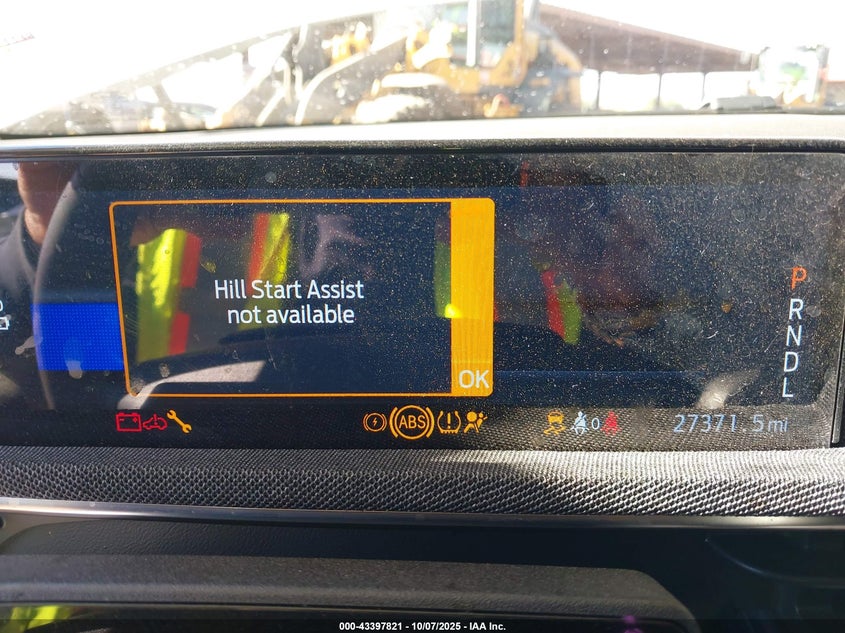 Hill Start Assist
not available
OK
P
R
N
D
L
ABS
0
27371.5 mi
000-43397821 - 10/07/2025 - IAA Inc.